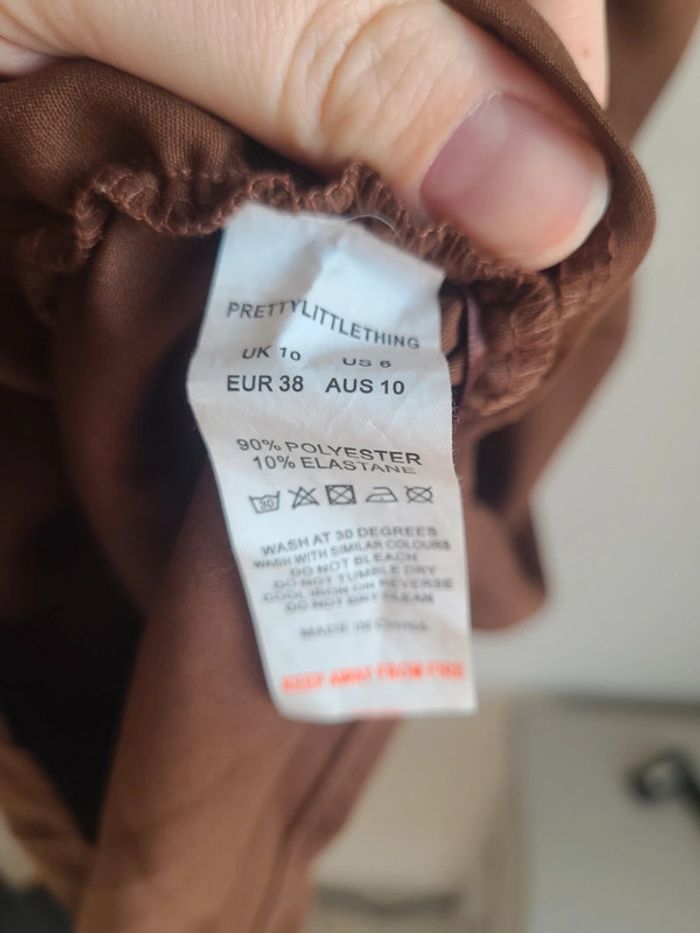 PRETTYLITTLETHING
UK 10 US 6
EUR 38 AUS 10
90% POLYESTER
10% ELASTANE
30
WASH AT 30 DEGREES
WASH WITH SIMILAR COLOURS
DO NOT BLEACH
DO NOT TUMBLE DRY
COOL IRON ON REVERSE
DO NOT DRY CLEAN
MADE IN CHINA
KEEP AWAY FROM FIRE